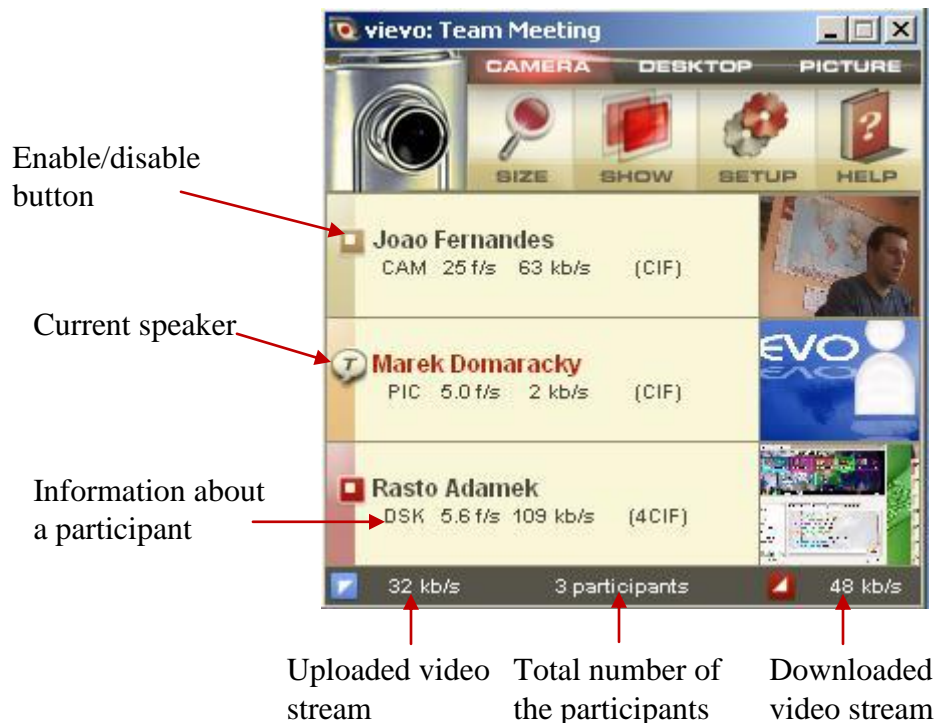 vievo: Team Meeting
CAMERA DESKTOP PICTURE
SIZE SHOW SETUP HELP
?
Enable/disable
button
Joao Fernandes
CAM 25 f/s 63 kb/s (CIF)
Current speaker
T
Marek Domaracky
PIC 5.0 f/s 2 kb/s (CIF)
EVO
Information about
a participant
Rasto Adamek
DSK 5.6 f/s 109 kb/s (4CIF)
32 kb/s 3 participants 48 kb/s
Uploaded video
stream
Total number of
the participants
Downloaded
video stream